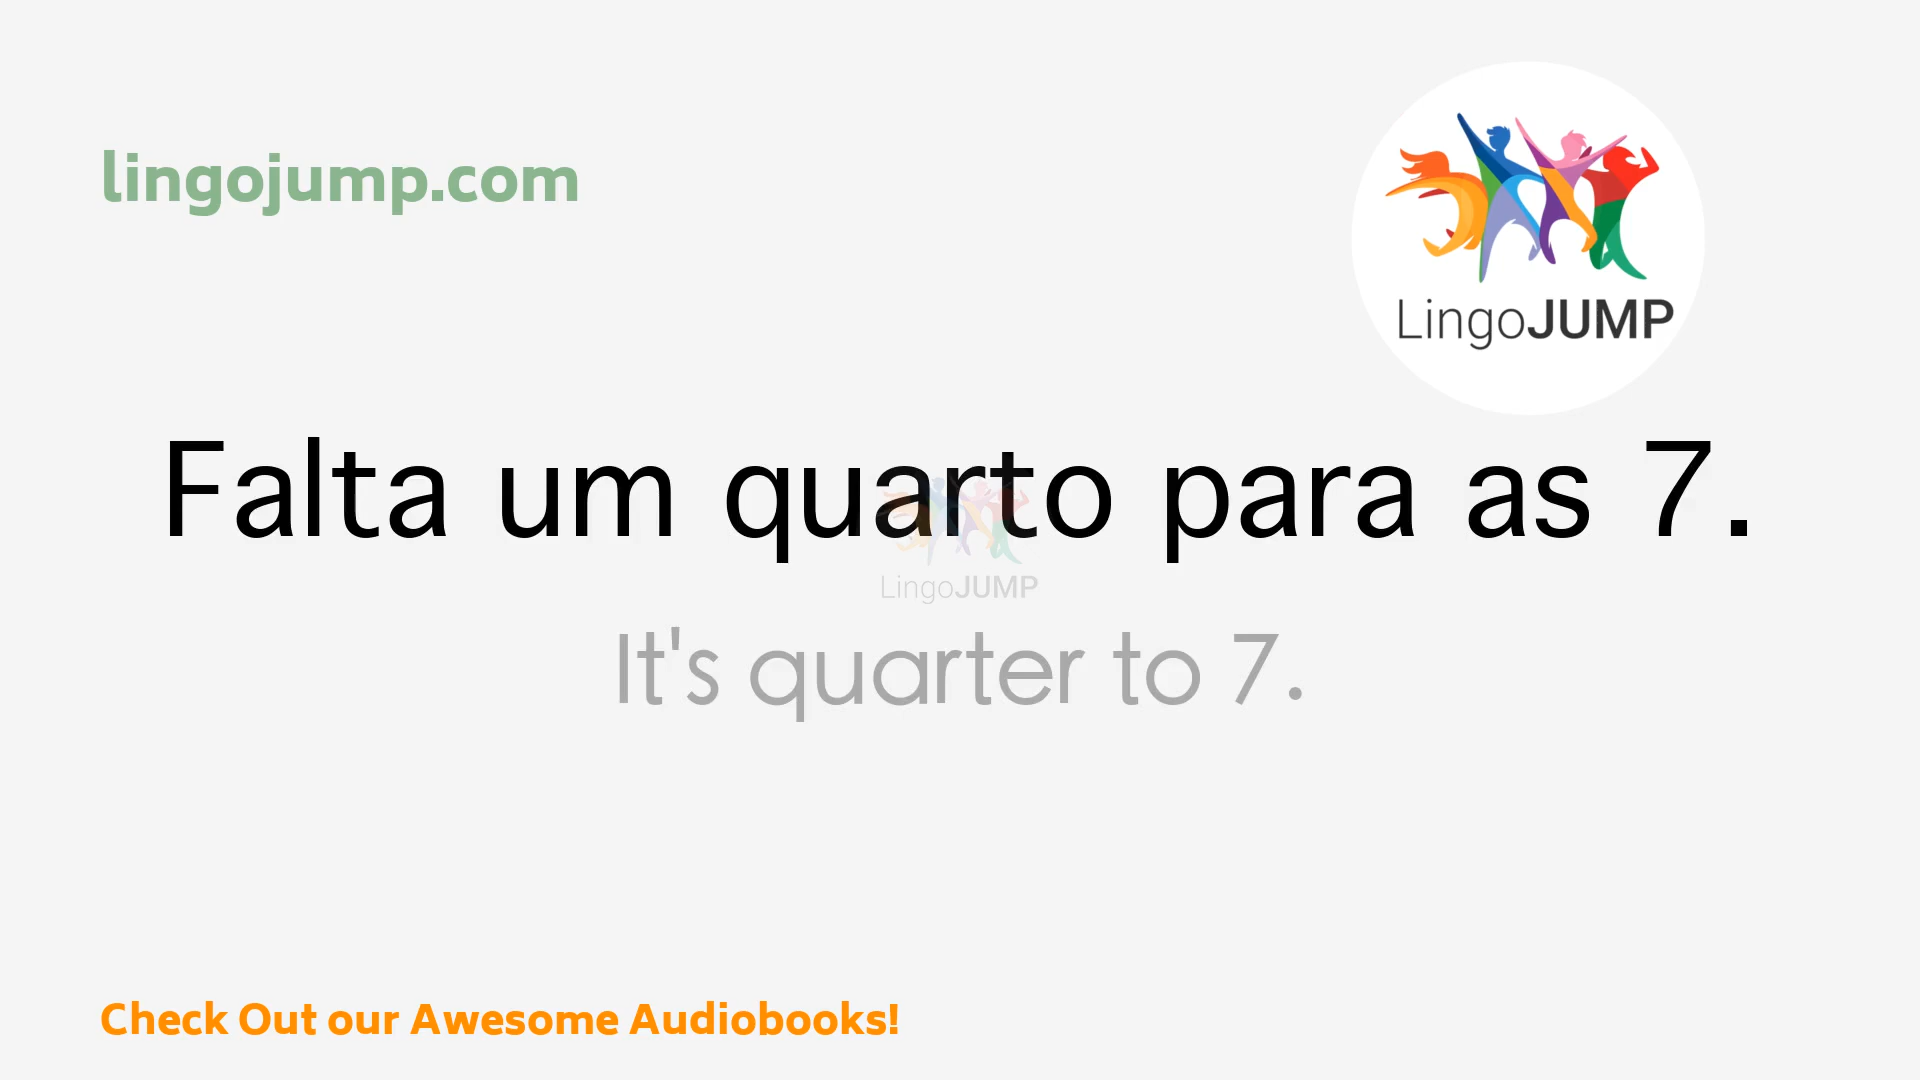 lingojump.com
LingoJUMP
Falta um quarto para as 7.
LingoJUMP
It's quarter to 7.
Check Out our Awesome Audiobooks!